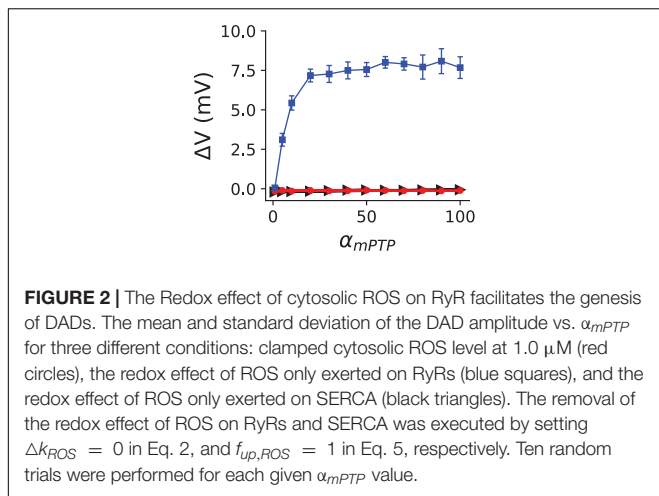 10.0
7.5
5.0
2.5
0.0
ΔV (mV)
0
50
100
α_mPTP
FIGURE 2 | The Redox effect of cytosolic ROS on RyR facilitates the genesis
of DADs. The mean and standard deviation of the DAD amplitude vs. α_mPTP
for three different conditions: clamped cytosolic ROS level at 1.0 μM (red
circles), the redox effect of ROS only exerted on RyRs (blue squares), and the
redox effect of ROS only exerted on SERCA (black triangles). The removal of
the redox effect of ROS on RyRs and SERCA was executed by setting
△k_ROS = 0 in Eq. 2, and f_up,ROS = 1 in Eq. 5, respectively. Ten random
trials were performed for each given α_mPTP value.